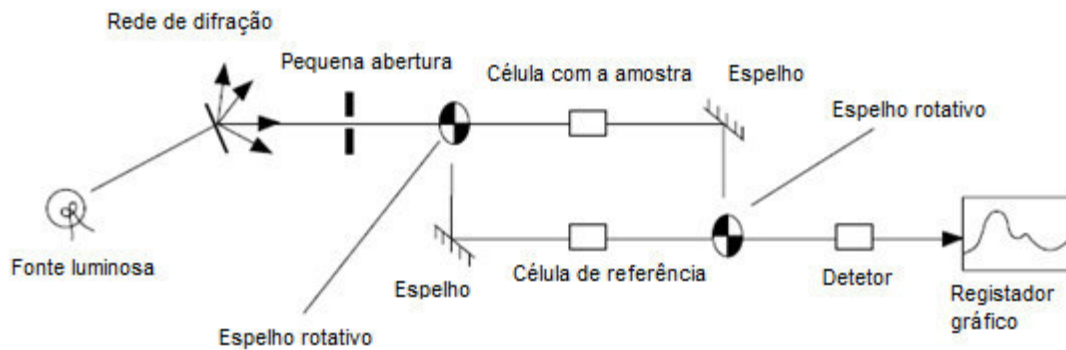 Rede de difração
Pequena abertura
Célula com a amostra
Espelho
Espelho rotativo
Fonte luminosa
Espelho
Célula de referência
Detetor
Registador
gráfico
Espelho rotativo